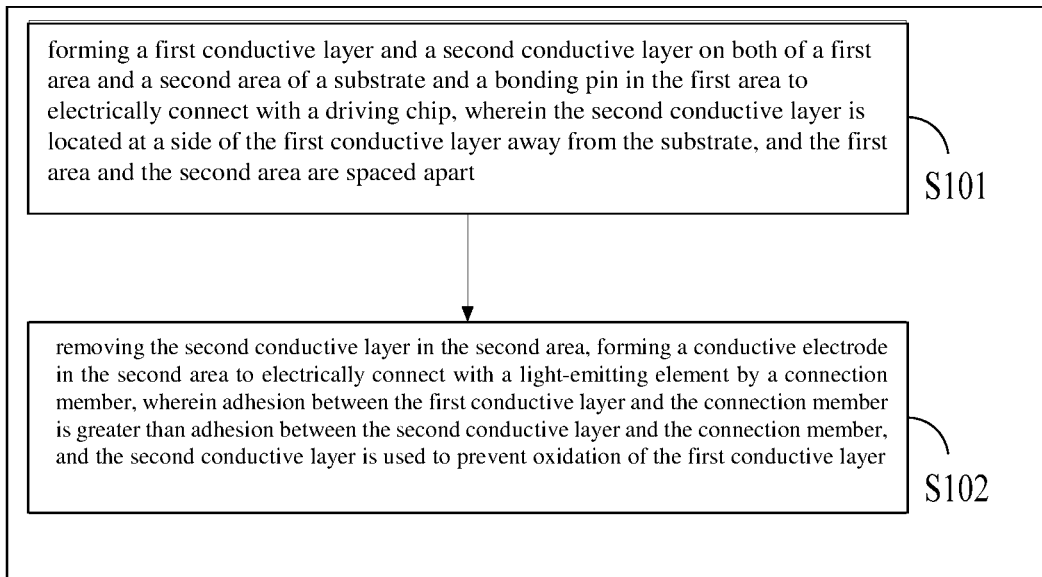 forming a first conductive layer and a second conductive layer on both of a first
area and a second area of a substrate and a bonding pin in the first area to
electrically connect with a driving chip, wherein the second conductive layer is
located at a side of the first conductive layer away from the substrate, and the first
area and the second area are spaced apart
S101
removing the second conductive layer in the second area, forming a conductive electrode
in the second area to electrically connect with a light-emitting element by a connection
member, wherein adhesion between the first conductive layer and the connection member
is greater than adhesion between the second conductive layer and the connection member,
and the second conductive layer is used to prevent oxidation of the first conductive layer
S102